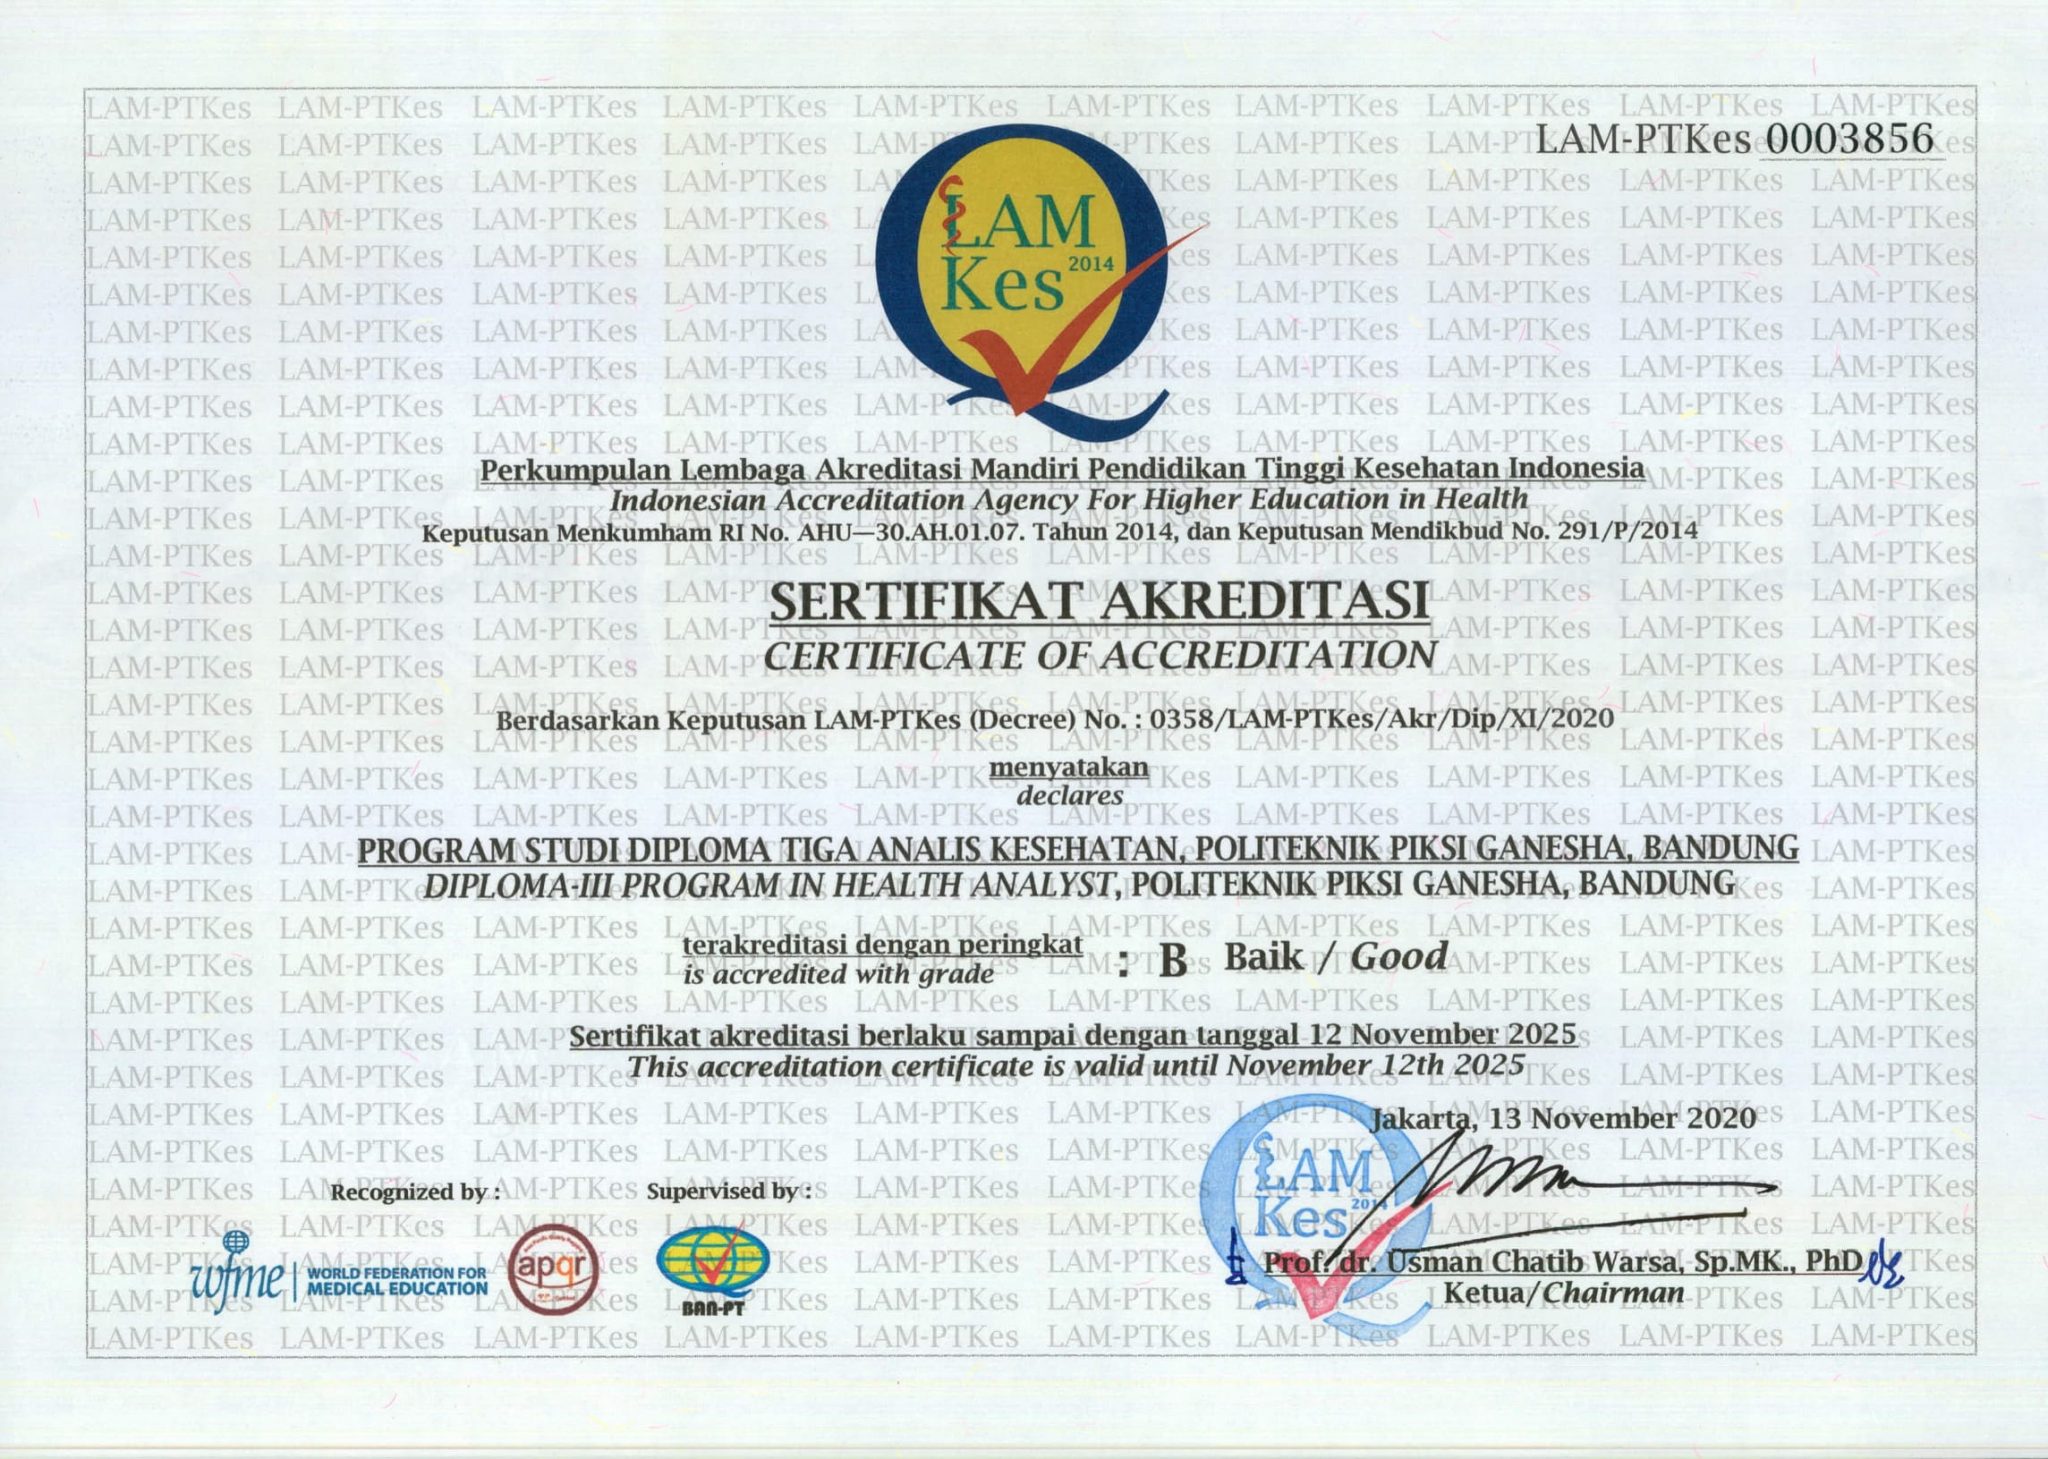 LAM-PTKes 0003856
LAM
Kes 2014
Perkumpulan Lembaga Akreditasi Mandiri Pendidikan Tinggi Kesehatan Indonesia
Indonesian Accreditation Agency For Higher Education in Health
Keputusan Menkumham RI No. AHU—30.AH.01.07. Tahun 2014, dan Keputusan Mendikbud No. 291/P/2014
SERTIFIKAT AKREDITASI
CERTIFICATE OF ACCREDITATION
Berdasarkan Keputusan LAM-PTKes (Decree) No. : 0358/LAM-PTKes/Akr/Dip/XI/2020
menyatakan
declares
PROGRAM STUDI DIPLOMA TIGA ANALIS KESEHATAN, POLITEKNIK PIKSI GANESHA, BANDUNG
DIPLOMA-III PROGRAM IN HEALTH ANALYST, POLITEKNIK PIKSI GANESHA, BANDUNG
terakreditasi dengan peringkat : B Baik / Good
is accredited with grade
Sertifikat akreditasi berlaku sampai dengan tanggal 12 November 2025
This accreditation certificate is valid until November 12th 2025
Jakarta, 13 November 2020
LAM
Kes 2014
Prof. dr. Usman Chatib Warsa, Sp.MK., PhD
Ketua/Chairman
Recognized by :
Supervised by :
wfme WORLD FEDERATION FOR
MEDICAL EDUCATION
apqr
BAN-PT